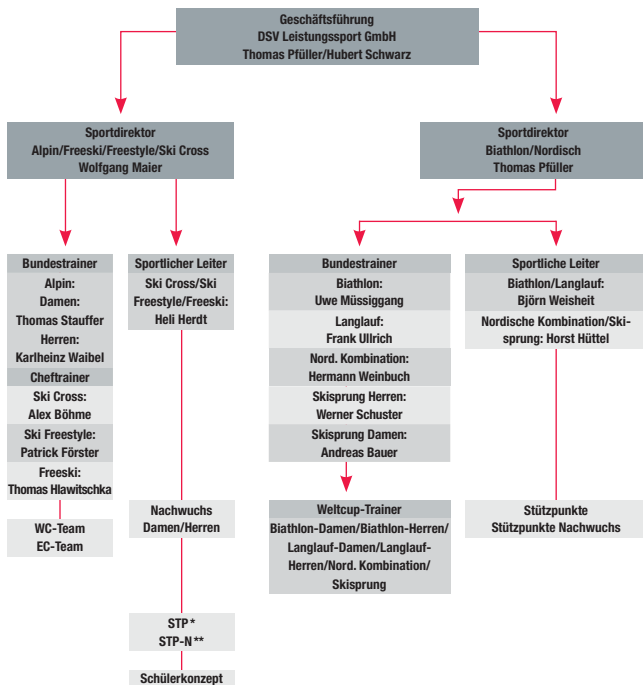 Geschäftsführung
DSV Leistungssport GmbH
Thomas Pfüller/Hubert Schwarz
Sportdirektor
Alpin/Freeski/Freestyle/Ski Cross
Wolfgang Maier
Sportdirektor
Biathlon/Nordisch
Thomas Pfüller
Bundestrainer
Alpin:
Damen:
Thomas Stauffer
Herren:
Karlheinz Waibel
Cheftrainer
Ski Cross:
Alex Böhme
Ski Freestyle:
Patrick Förster
Freeski:
Thomas Hlawitschka
WC-Team
EC-Team
Sportlicher Leiter
Ski Cross/Ski
Freestyle/Freeski:
Heli Herdt
Nachwuchs
Damen/Herren
STP*
STP-N**
Schülerkonzept
Bundestrainer
Biathlon:
Uwe Müssiggang
Langlauf:
Frank Ullrich
Nord. Kombination:
Hermann Weinbuch
Skisprung Herren:
Werner Schuster
Skisprung Damen:
Andreas Bauer
Weltcup-Trainer
Biathlon-Damen/Biathlon-Herren/
Langlauf-Damen/Langlauf-
Herren/Nord. Kombination/
Skisprung
Sportliche Leiter
Biathlon/Langlauf:
Björn Weisheit
Nordische Kombination/Ski-
sprung: Horst Hüttel
Stützpunkte
Stützpunkte Nachwuchs